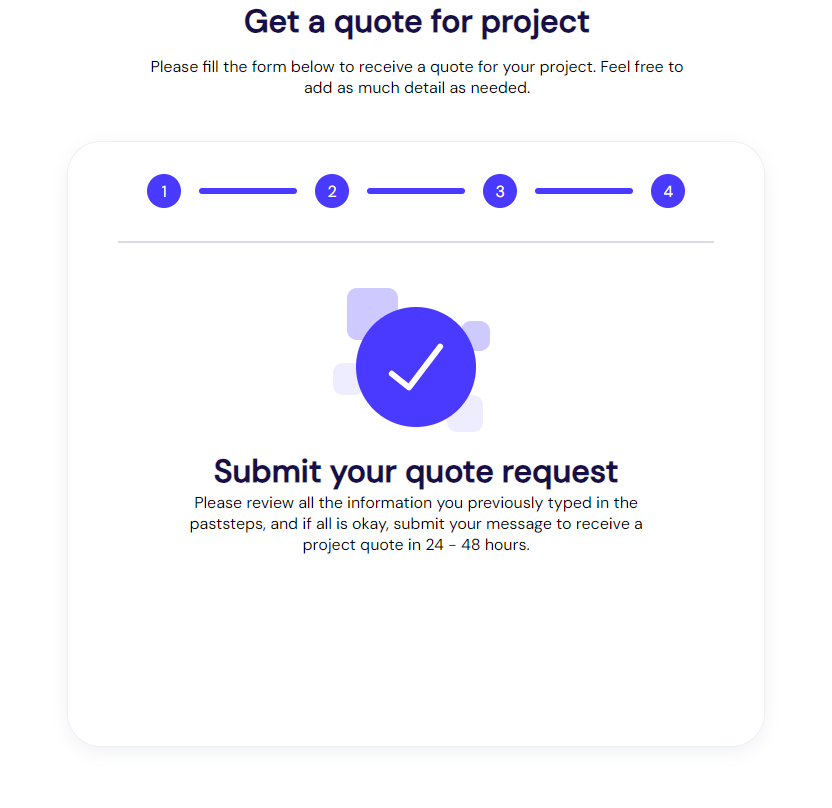 Get a quote for project
Please fill the form below to receive a quote for your project. Feel free to
add as much detail as needed.
1 2 3 4
Submit your quote request
Please review all the information you previously typed in the
paststeps, and if all is okay, submit your message to receive a
project quote in 24 - 48 hours.